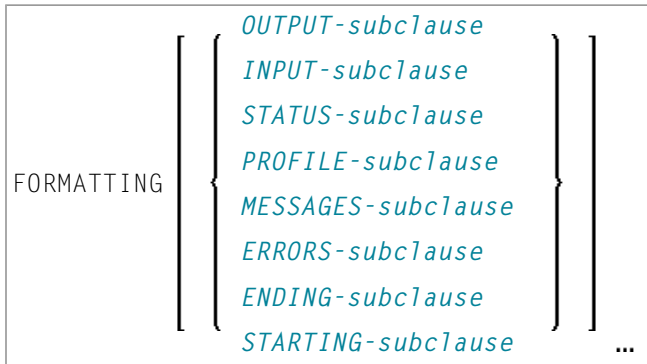 OUTPUT-subclause
INPUT-subclause
STATUS-subclause
PROFILE-subclause
FORMATTING
MESSAGES-subclause
ERRORS-subclause
ENDING-subclause
STARTING-subclause ...